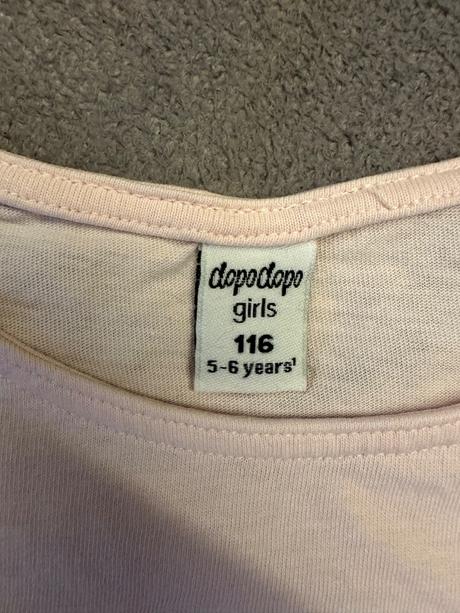 dopodopo
girls
116
5-6 years¹